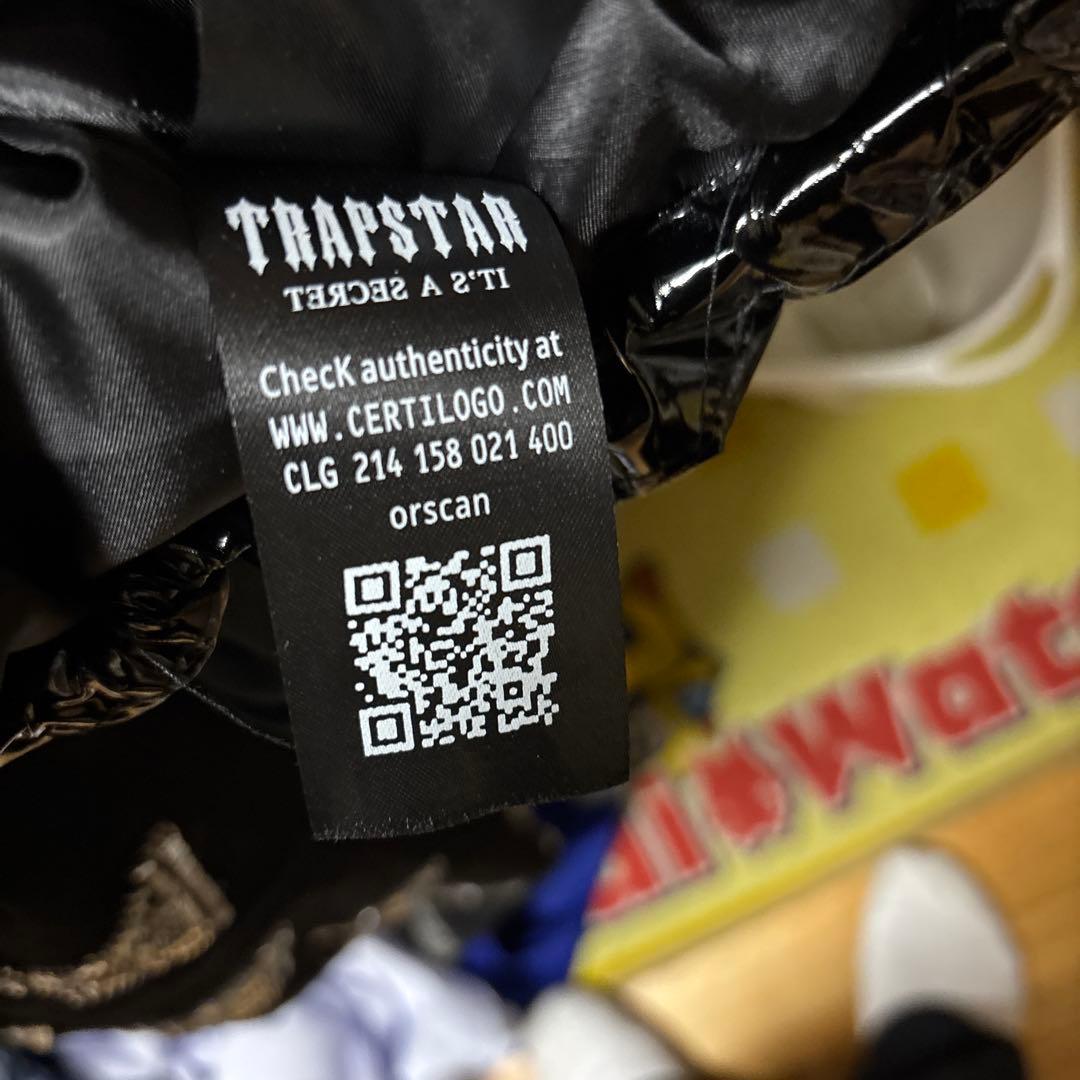 TRAPSTAR
IT'S A SECRET
ChecK authenticity at
WWW.CERTILOGO.COM
CLG 214 158 021 400
orscan